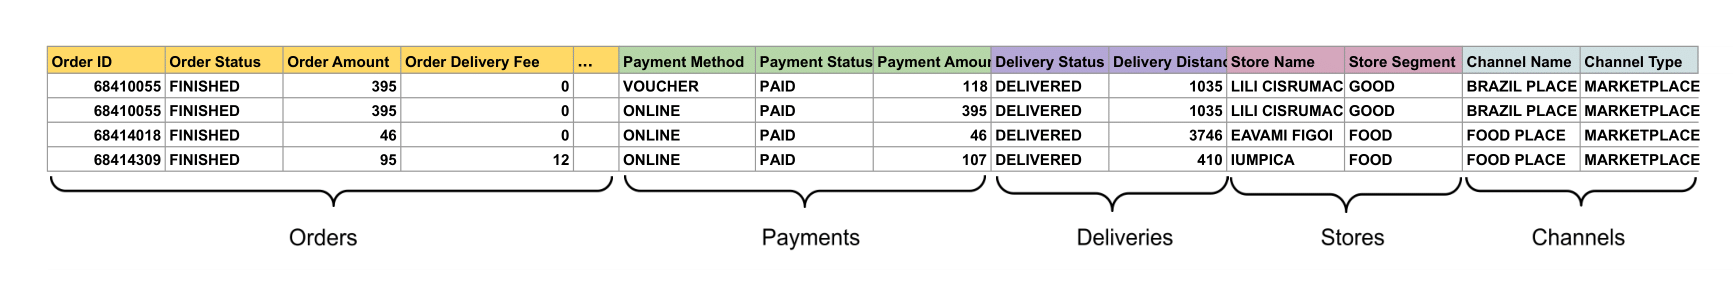 Order ID Order Status Order Amount Order Delivery Fee ... Payment Method Payment Status Payment Amour Delivery Status Delivery Distanc Store Name Store Segment Channel Name Channel Type
68410055 FINISHED 395 0 VOUCHER PAID 118 DELIVERED 1035 LILI CISRUMAC GOOD BRAZIL PLACE MARKETPLACE
68410055 FINISHED 395 0 ONLINE PAID 395 DELIVERED 1035 LILI CISRUMAC GOOD BRAZIL PLACE MARKETPLACE
68414018 FINISHED 46 0 ONLINE PAID 46 DELIVERED 3746 EAVAMI FIGOI FOOD FOOD PLACE MARKETPLACE
68414309 FINISHED 95 12 ONLINE PAID 107 DELIVERED 410 IUMPICA FOOD FOOD PLACE MARKETPLACE
Orders Payments Deliveries Stores Channels